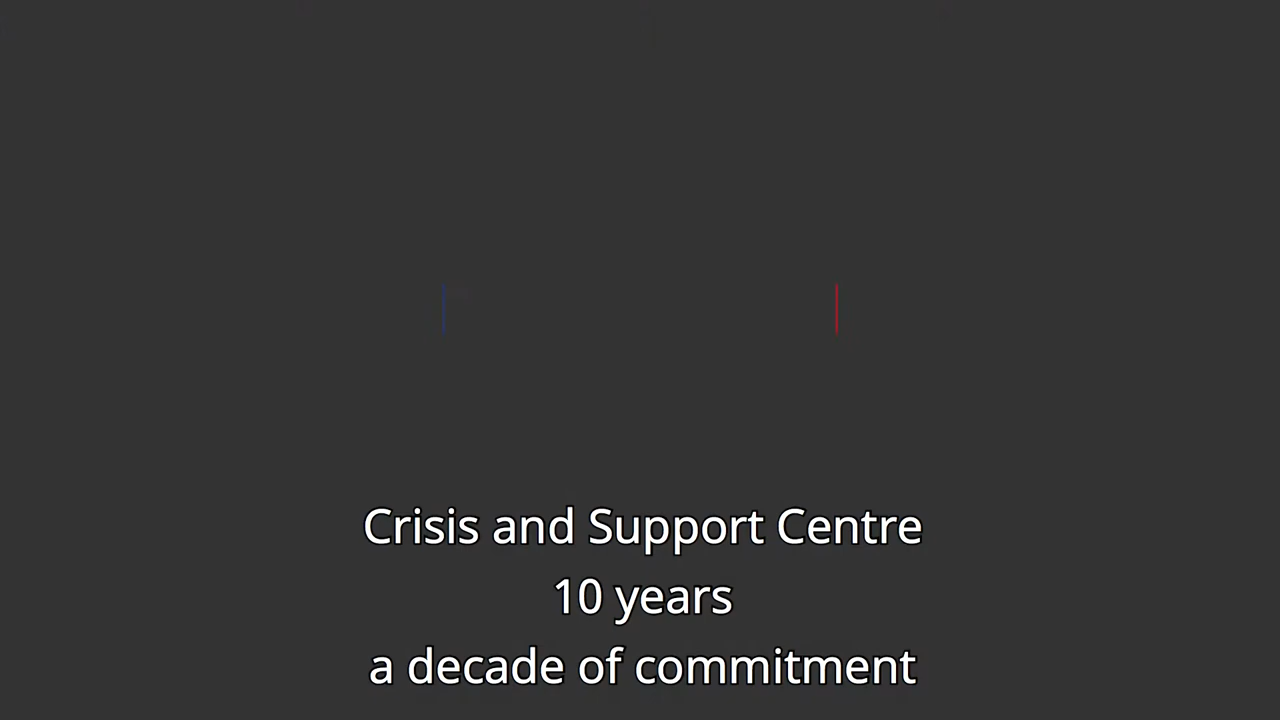 Crisis and Support Centre
10 years
a decade of commitment